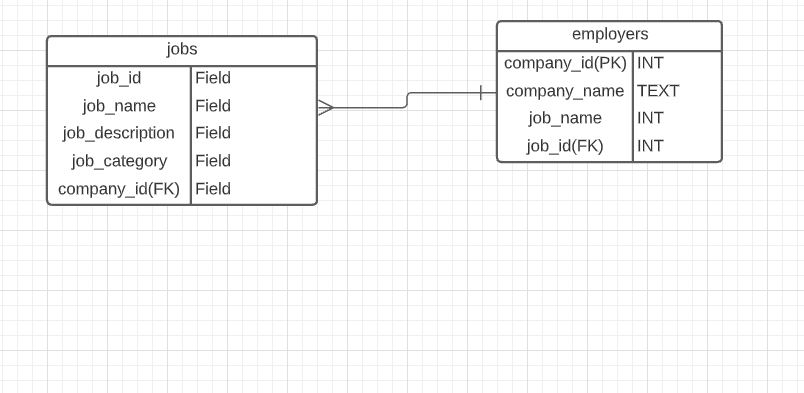 jobs
job_id Field
job_name Field
job_description Field
job_category Field
company_id(FK) Field
employers
company_id(PK) INT
company_name TEXT
job_name INT
job_id(FK) INT